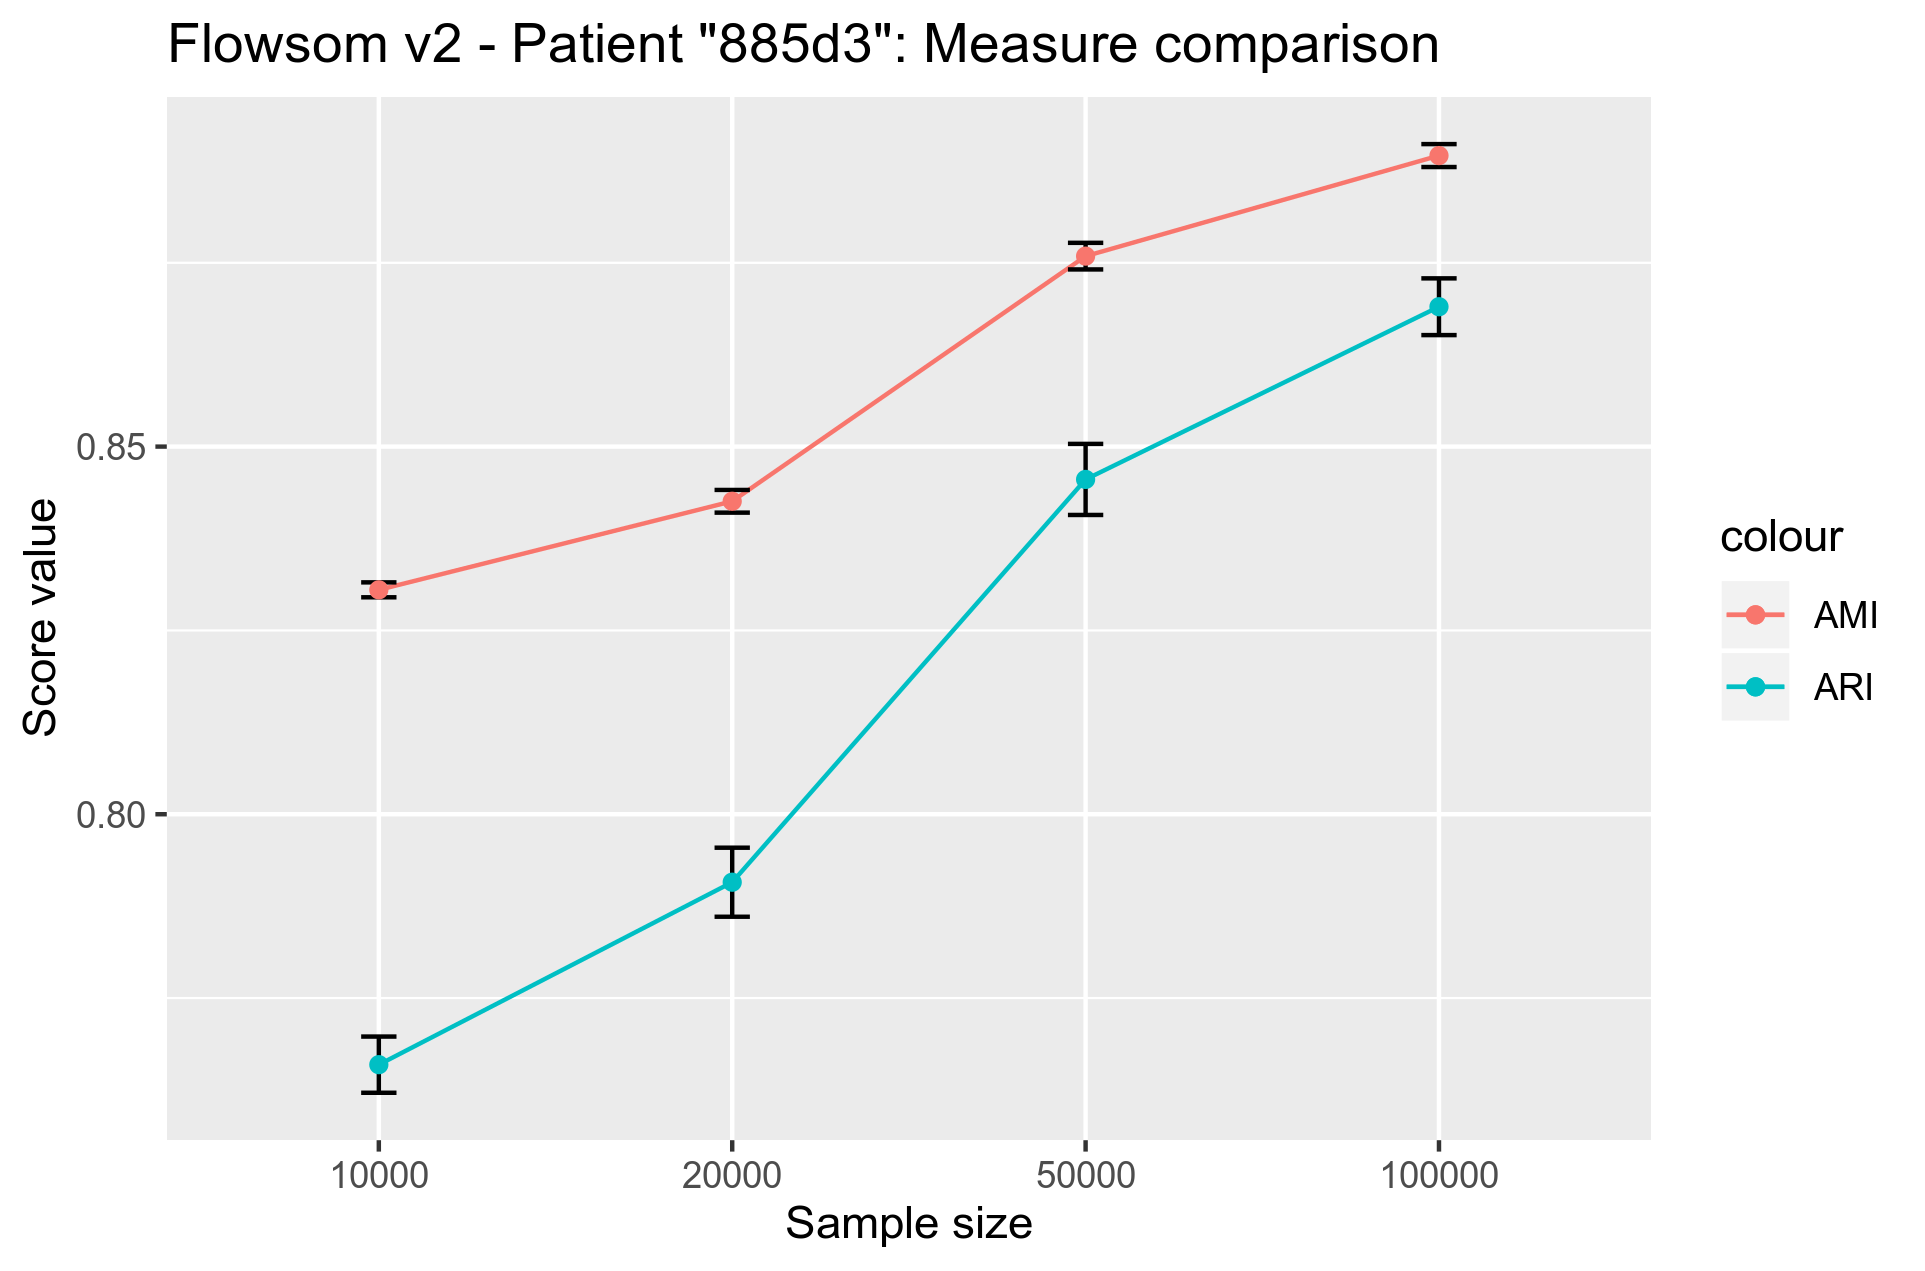 Flowsom v2 - Patient "885d3": Measure comparison
0.85
0.80
Score value
10000 20000 50000 100000
Sample size
colour
AMI
ARI